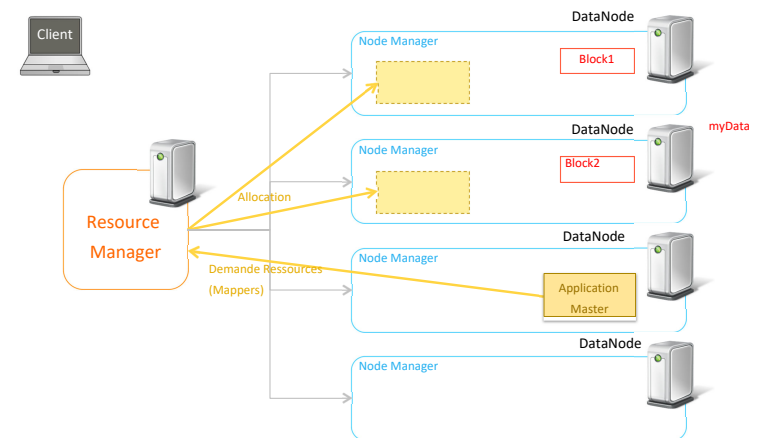 Client
DataNode
Node Manager
Block1
DataNode
myData
Node Manager
Block2
Allocation
Resource
Manager
DataNode
Node Manager
Demande Ressources
(Mappers)
Application
Master
DataNode
Node Manager